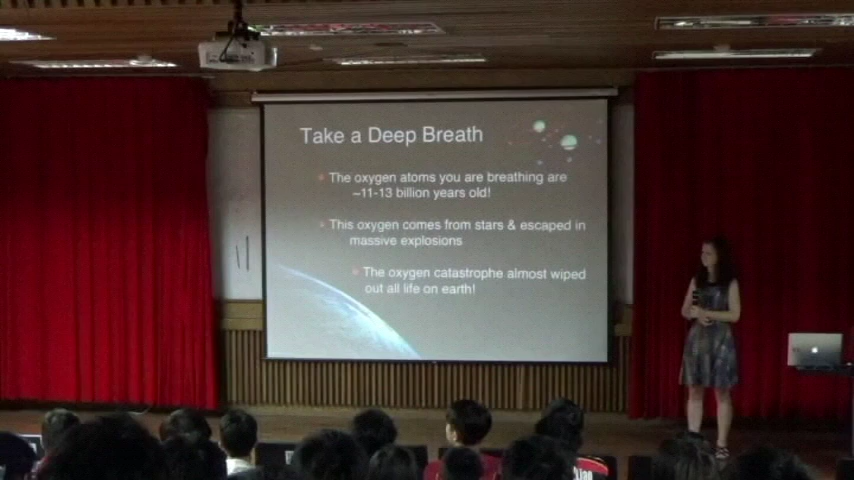 Take a Deep Breath
The oxygen atoms you are breathing are
~11-13 billion years old!
This oxygen comes from stars & escaped in
massive explosions
The oxygen catastrophe almost wiped
out all life on earth!